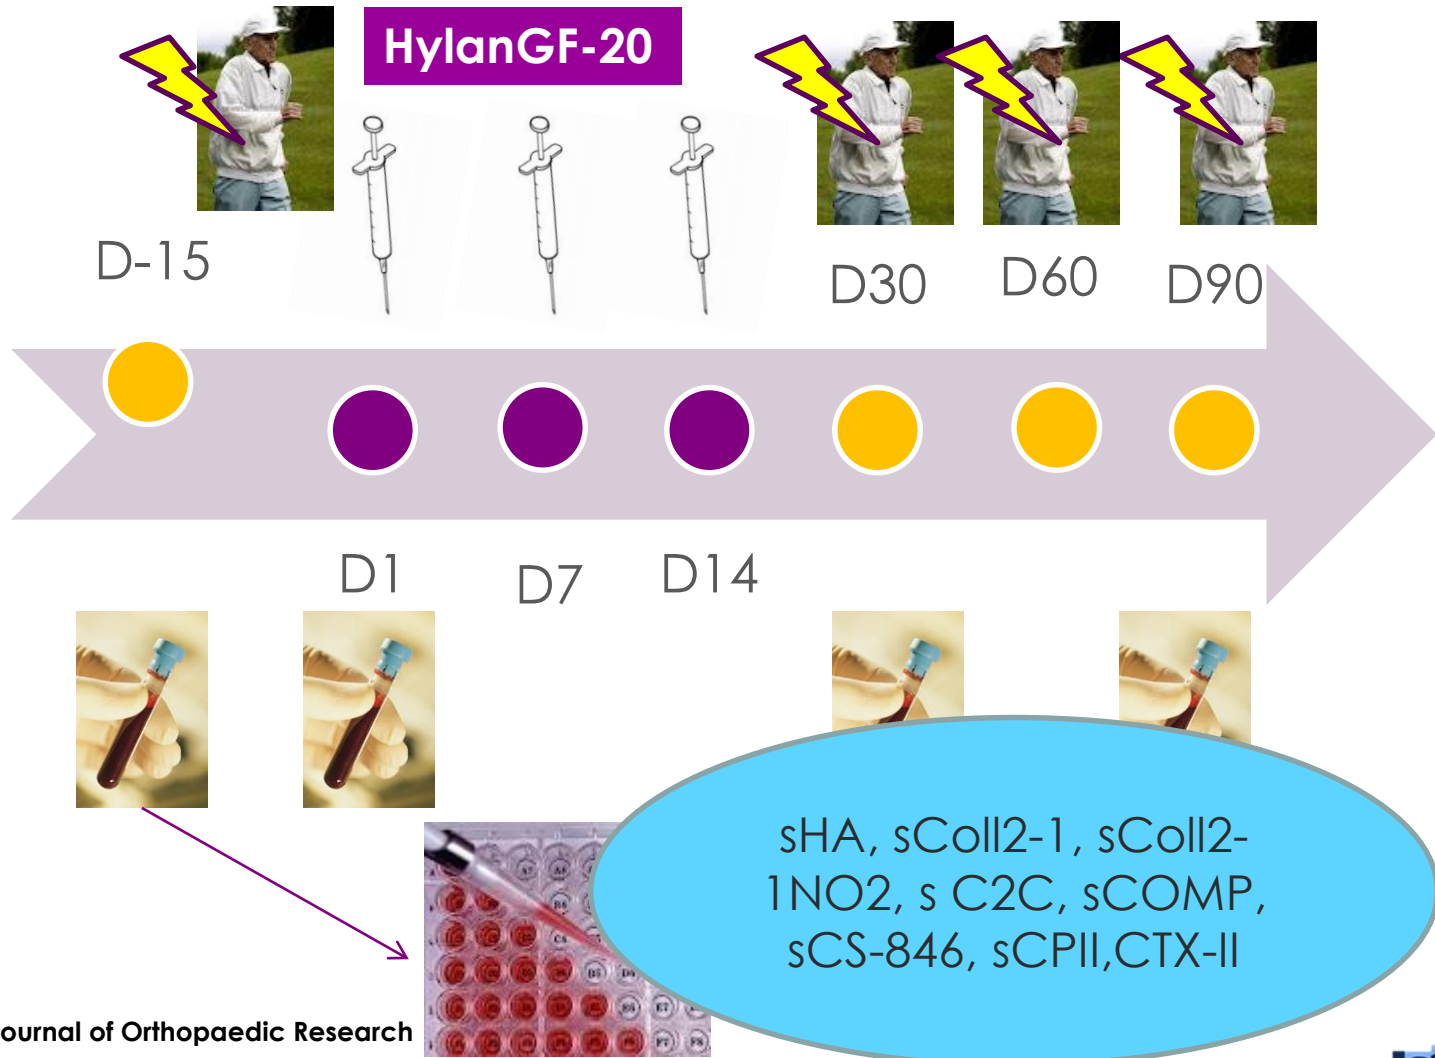 HylanGF-20
D-15
D30
D60
D90
D1
D7
D14
sHA, sColl2-1, sColl2-
1NO2, s C2C, sCOMP,
sCS-846, sCPII,CTX-II
ournal of Orthopaedic Research